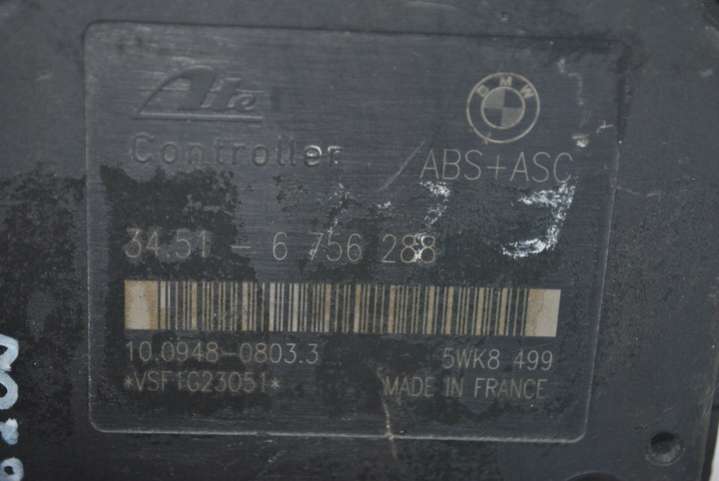 Ate
BMW
Controller
ABS+ASC
34.51 - 6 756 288
10.0948-0803.3
5WK8 499
*VSF1G23051*
MADE IN FRANCE